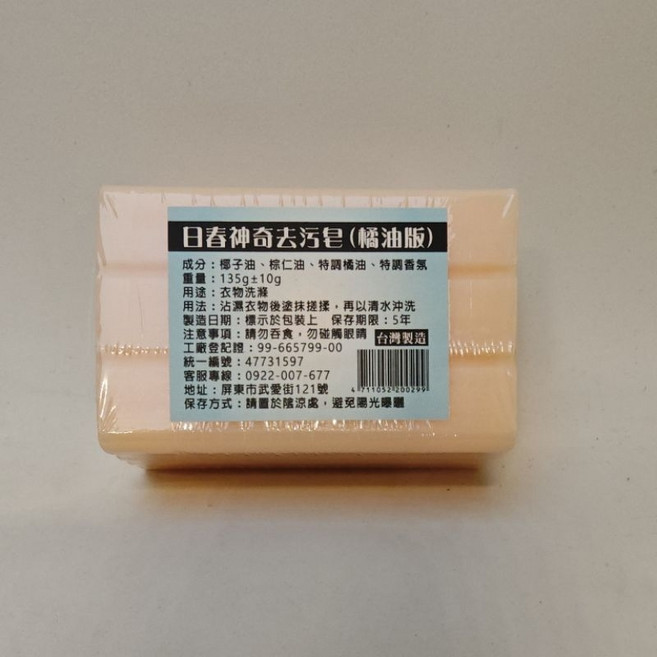 日春神奇去污皂(橘油版)
成分：椰子油、棕仁油、特調橘油、特調香氛
重量：135g±10g
用途：衣物洗滌
用法：沾濕衣物後塗抹搓揉，再以清水沖洗
製造日期：標示於包裝上 保存期限：5年
注意事項：請勿吞食，勿碰觸眼睛 台灣製造
工廠登記證：99-665799-00
統一編號：47731597
客服專線：0922-007-677
地址：屏東市武愛街121號
4711052200299
保存方式：請置於陰涼處，避免陽光曝曬